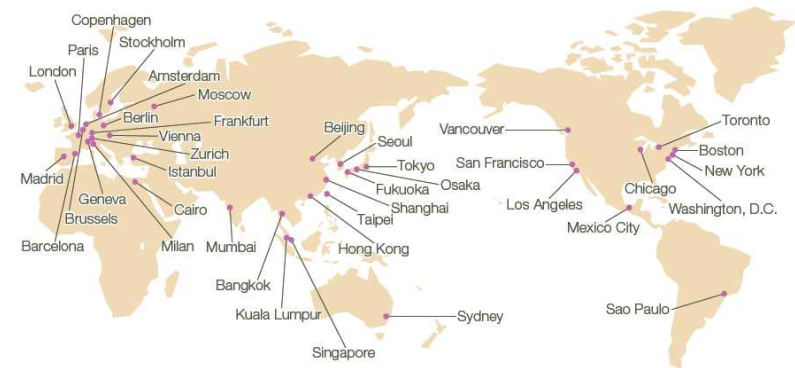 Copenhagen
Paris
Stockholm
London
Amsterdam
Moscow
Berlin
Frankfurt
Vienna
Zurich
Istanbul
Madrid
Geneva
Cairo
Brussels
Barcelona
Milan
Mumbai
Beijing
Seoul
Tokyo
Osaka
Fukuoka
Shanghai
Taipei
Hong Kong
Bangkok
Kuala Lumpur
Singapore
Sydney
Vancouver
San Francisco
Los Angeles
Mexico City
Toronto
Boston
New York
Chicago
Washington, D.C.
Sao Paulo